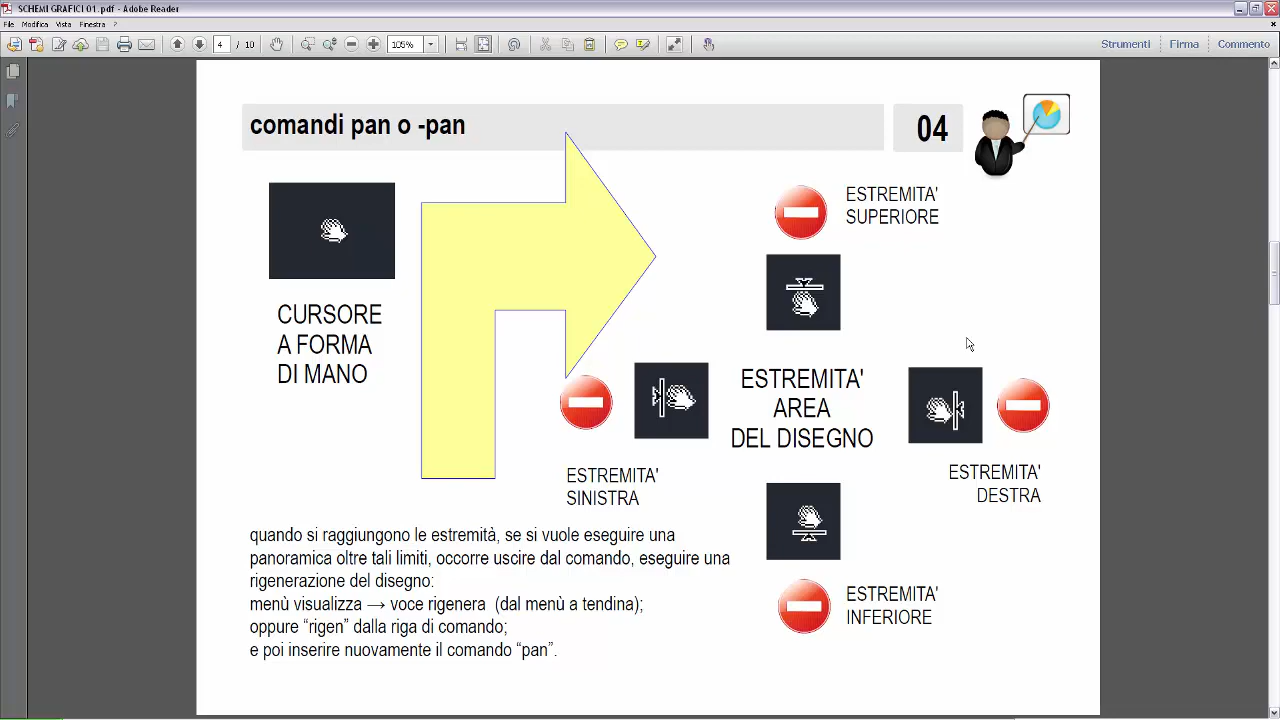 SCHEMI GRAFICI 01.pdf - Adobe Reader
File Modifica Vista Finestra ?
4 / 10 105% Strumenti Firma Commento
comandi pan o -pan
04
ESTREMITA'
SUPERIORE
CURSORE
A FORMA
DI MANO
ESTREMITA'
AREA
DEL DISEGNO
ESTREMITA'
SINISTRA
ESTREMITA'
DESTRA
quando si raggiungono le estremità, se si vuole eseguire una
panoramica oltre tali limiti, occorre uscire dal comando, eseguire una
rigenerazione del disegno:
menù visualizza → voce rigenera (dal menù a tendina);
oppure “rigen” dalla riga di comando;
e poi inserire nuovamente il comando “pan”.
ESTREMITA'
INFERIORE